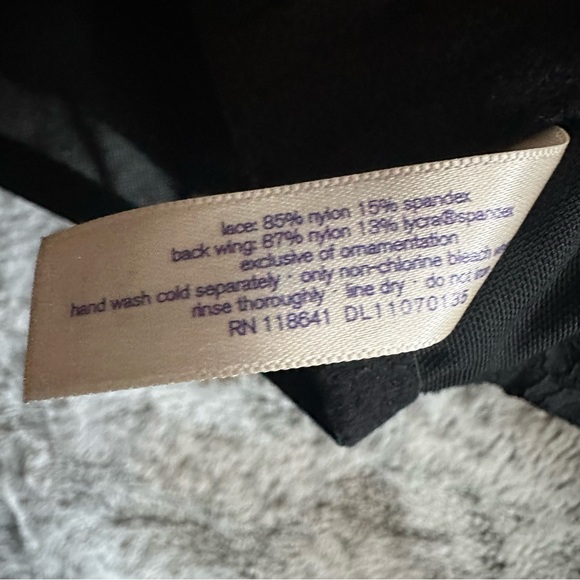 lace: 85% nylon 15% spandex
back wing: 87% nylon 13% lycra®spandex
exclusive of ornamentation
hand wash cold separately · only non-chlorine bleach
rinse thoroughly · line dry · do not iron
RN 118641 DL11070135